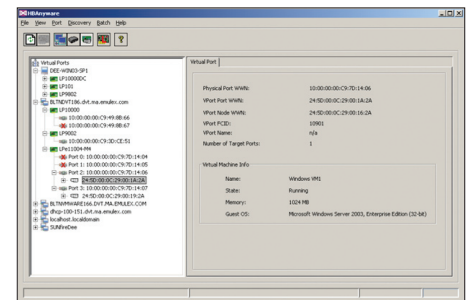 HBAnyware
File View Port Discovery Batch Help
Virtual Ports
DEE-WIN03-SP1
LP10000DC
LP101
LP9802
BLTNDVT186.dvt.ma.emulex.com
LP10000
10:00:00:00:C9:49:8B:66
10:00:00:00:C9:49:8B:67
LP9002
10:00:00:00:C9:3D:CE:51
LPe11004-M4
Port 0: 10:00:00:00:C9:7D:14:04
Port 1: 10:00:00:00:C9:7D:14:05
Port 2: 10:00:00:00:C9:7D:14:06
24:5D:00:0C:29:00:1A:2A
Port 3: 10:00:00:00:C9:7D:14:07
24:5D:00:0C:29:00:19:2A
BLTNVMWARE166.DVT.MA.EMULEX.COM
dhcp-100-151.dvt.ma.emulex.com
localhost.localdomain
SUNfireDee
Virtual Port
Physical Port WWN: 10:00:00:00:C9:7D:14:06
VPort Port WWN: 24:5D:00:0C:29:00:1A:2A
VPort Node WWN: 24:5D:00:0C:29:00:16:2A
VPort FCID: 10901
VPort Name: n/a
Number of Target Ports: 1
Virtual Machine Info
Name: Windows VM1
State: Running
Memory: 1024 MB
Guest OS: Microsoft Windows Server 2003, Enterprise Edition (32-bit)